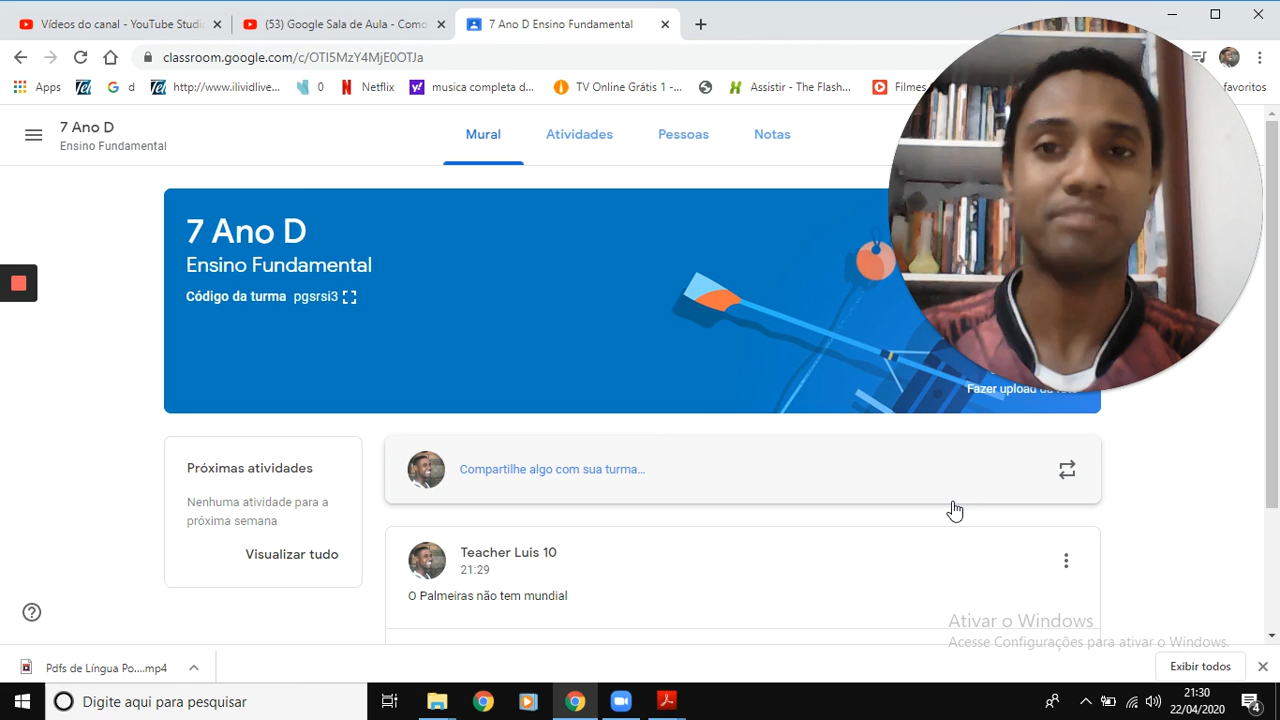 Vídeos do canal - YouTube Studi
(53) Google Sala de Aula - Como
7 Ano D Ensino Fundamental
classroom.google.com/c/OTI5MzY4MjE0OTJa
Apps
d
http://www.ilividlive...
0
Netflix
musica completa d...
TV Online Grátis 1 -...
Assistir - The Flash...
Filmes
favoritos
7 Ano D
Ensino Fundamental
Mural
Atividades
Pessoas
Notas
7 Ano D
Ensino Fundamental
Código da turma pgsrsi3
Fazer upload da foto
Próximas atividades
Nenhuma atividade para a
próxima semana
Visualizar tudo
Compartilhe algo com sua turma...
Teacher Luis 10
21:29
O Palmeiras não tem mundial
Ativar o Windows
Acesse Configurações para ativar o Windows.
Pdfs de Língua Po....mp4
Exibir todos
Digite aqui para pesquisar
21:30
22/04/2020
4